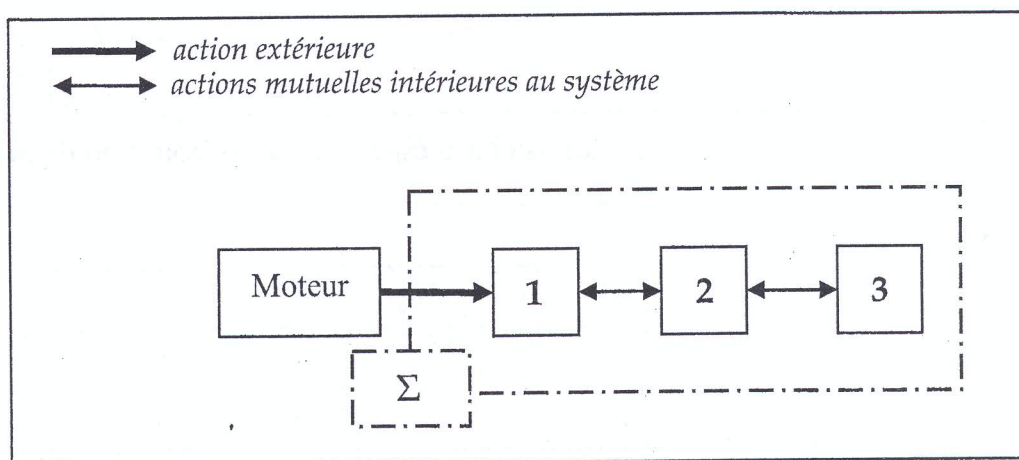 action extérieure
actions mutuelles intérieures au système
Moteur
1
2
3
Σ